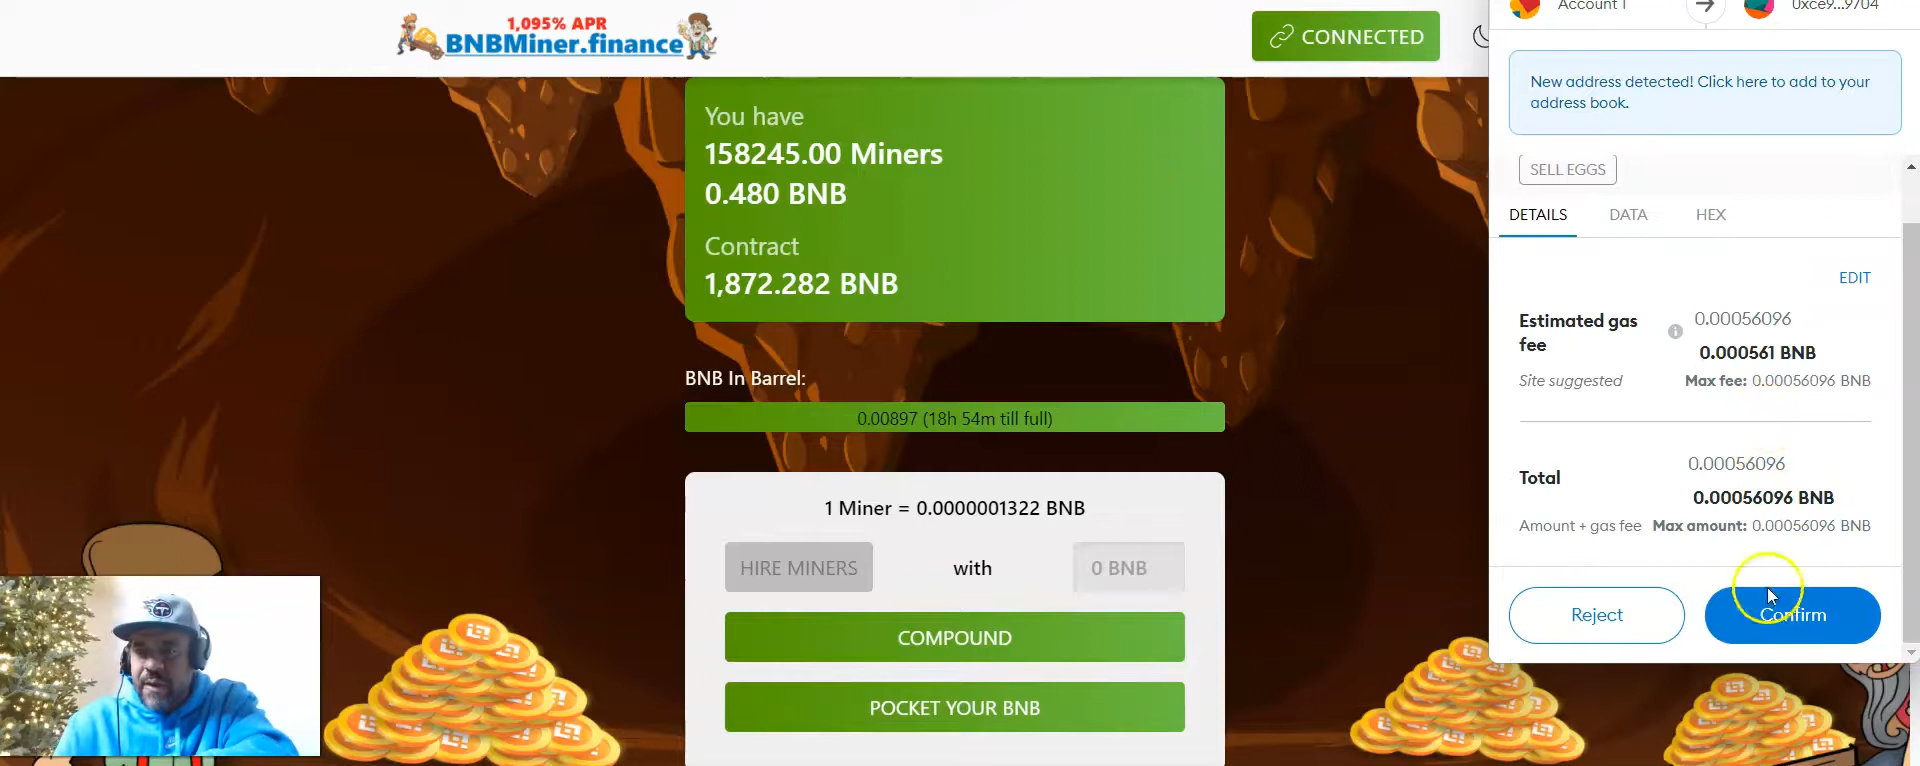 1,095% APR
BNBMiner.finance
CONNECTED
You have
158245.00 Miners
0.480 BNB
Contract
1,872.282 BNB
BNB In Barrel:
0.00897 (18h 54m till full)
1 Miner = 0.0000001322 BNB
HIRE MINERS with 0 BNB
COMPOUND
POCKET YOUR BNB
Account 1 0xce9...9704
New address detected! Click here to add to your
address book.
SELL EGGS
DETAILS DATA HEX
EDIT
Estimated gas
fee
0.00056096
0.000561 BNB
Site suggested Max fee: 0.00056096 BNB
0.00056096
Total
0.00056096 BNB
Amount + gas fee Max amount: 0.00056096 BNB
Reject Confirm